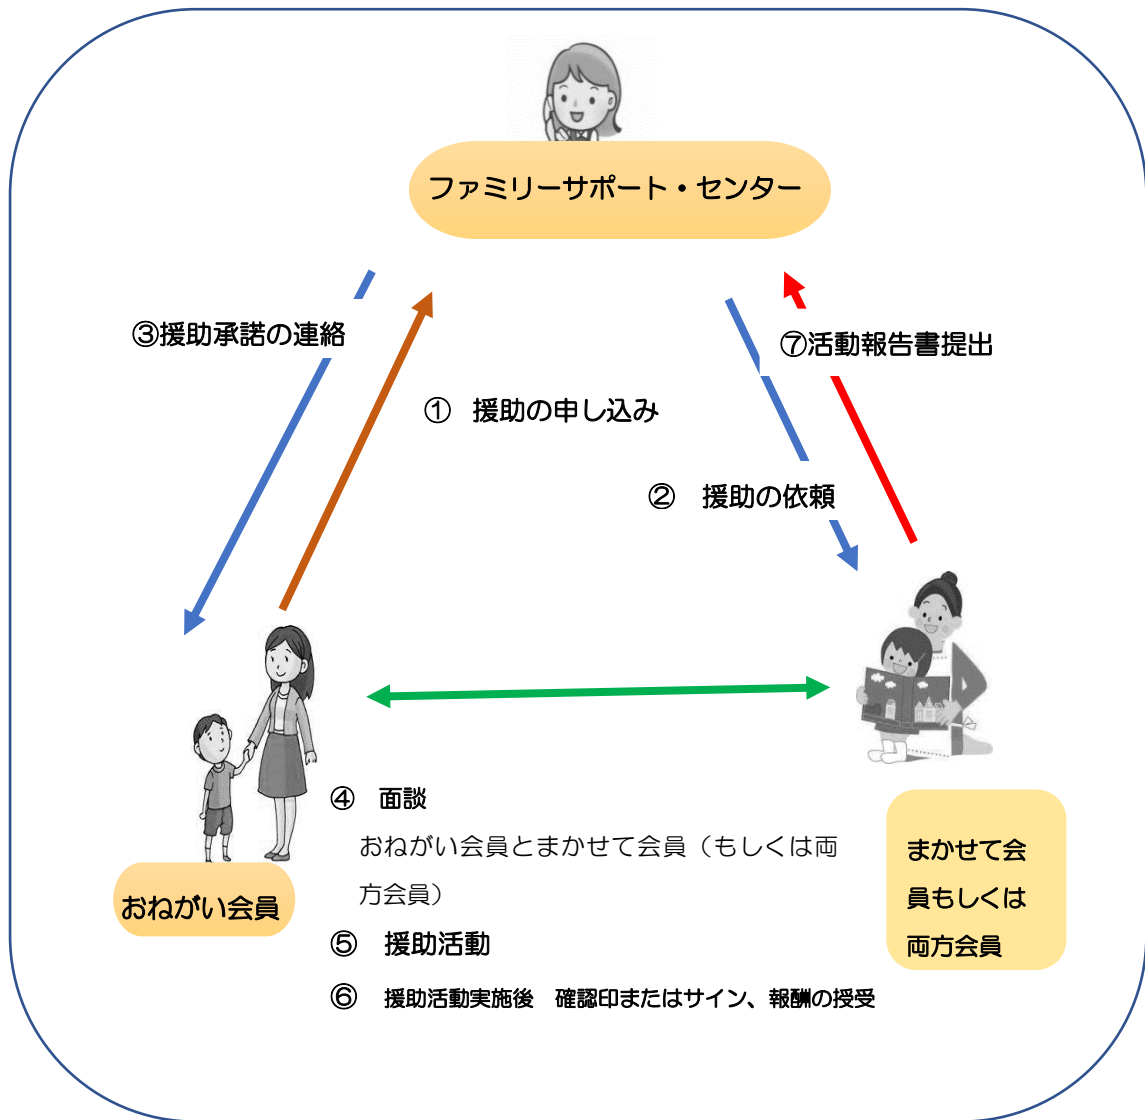 ファミリーサポート・センター
③援助承諾の連絡
⑦活動報告書提出
① 援助の申し込み
② 援助の依頼
④ 面談
おねがい会員とまかせて会員（もしくは両
方会員）
⑤ 援助活動
⑥ 援助活動実施後 確認印またはサイン、報酬の授受
おねがい会員
まかせて会
員もしくは
両方会員